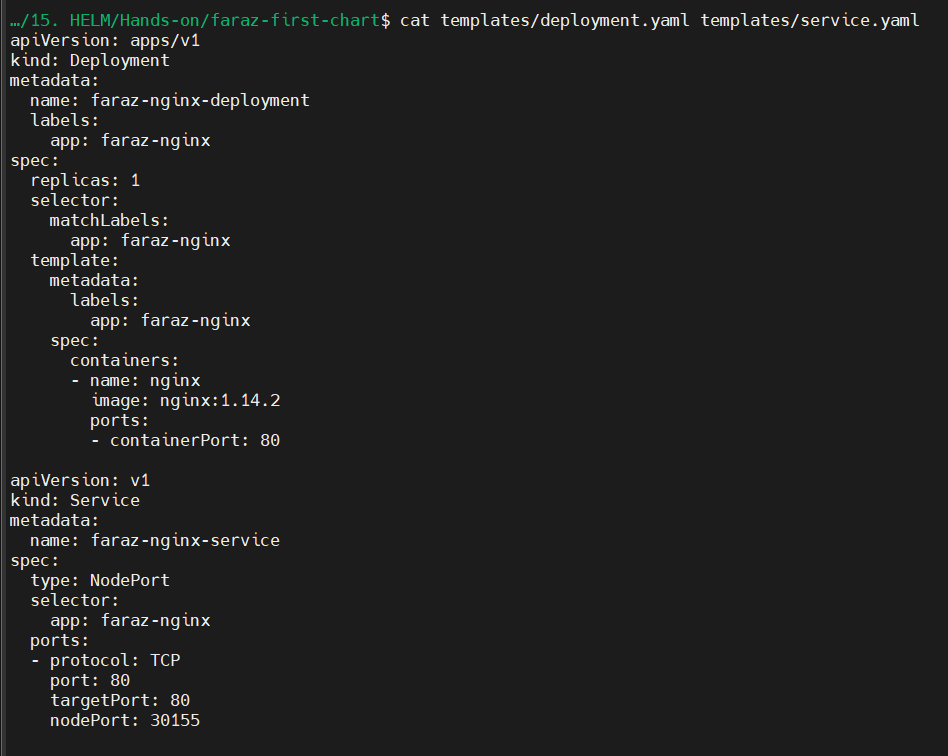 …/15. HELM/Hands-on/faraz-first-chart$ cat templates/deployment.yaml templates/service.yaml
apiVersion: apps/v1
kind: Deployment
metadata:
  name: faraz-nginx-deployment
  labels:
    app: faraz-nginx
spec:
  replicas: 1
  selector:
    matchLabels:
      app: faraz-nginx
  template:
    metadata:
      labels:
        app: faraz-nginx
    spec:
      containers:
      - name: nginx
        image: nginx:1.14.2
        ports:
        - containerPort: 80

apiVersion: v1
kind: Service
metadata:
  name: faraz-nginx-service
spec:
  type: NodePort
  selector:
    app: faraz-nginx
  ports:
  - protocol: TCP
    port: 80
    targetPort: 80
    nodePort: 30155